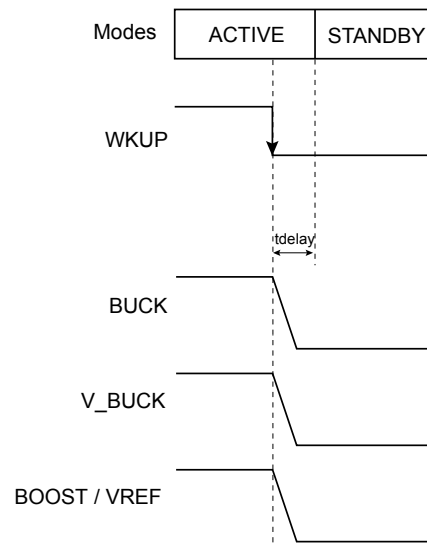 Modes ACTIVE STANDBY
WKUP
tdelay
BUCK
V_BUCK
BOOST / VREF